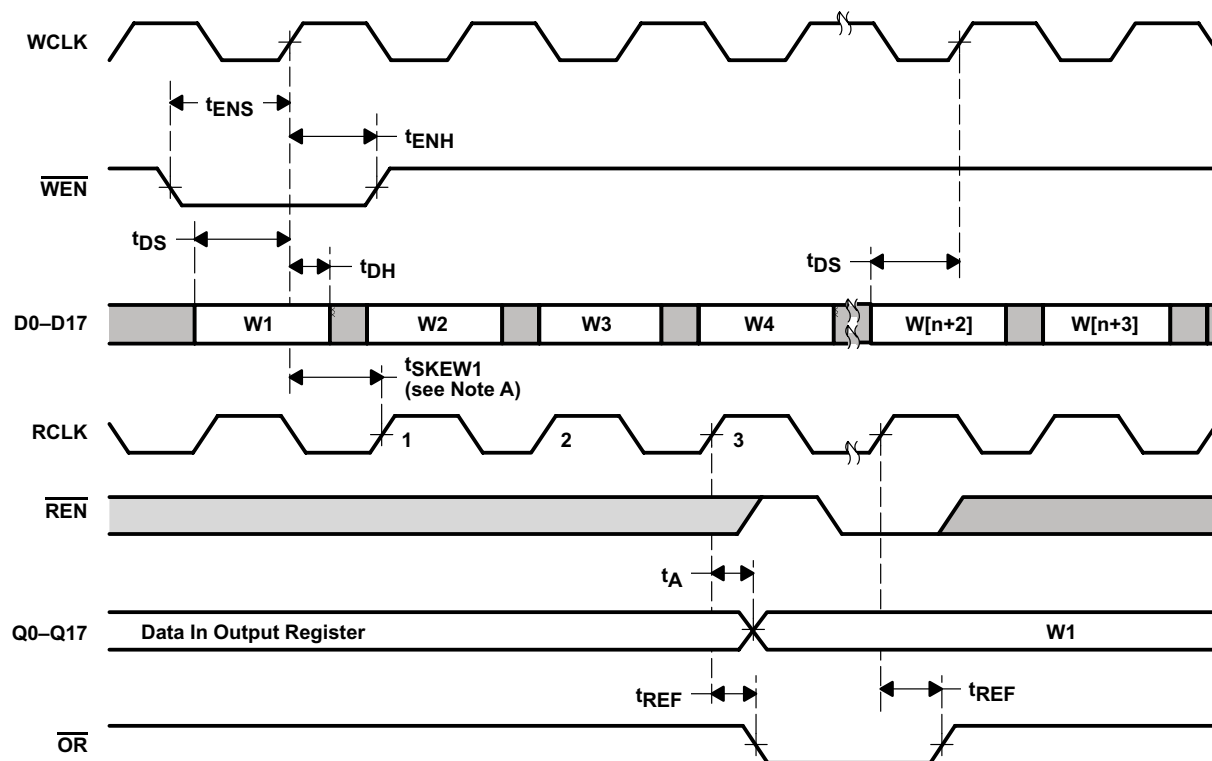 WCLK
tENS
tENH
WEN
tDS
tDH
tDS
D0–D17
W1
W2
W3
W4
W[n+2]
W[n+3]
tSKEW1
(see Note A)
RCLK
1
2
3
REN
tA
Q0–Q17
Data In Output Register
W1
tREF
tREF
OR